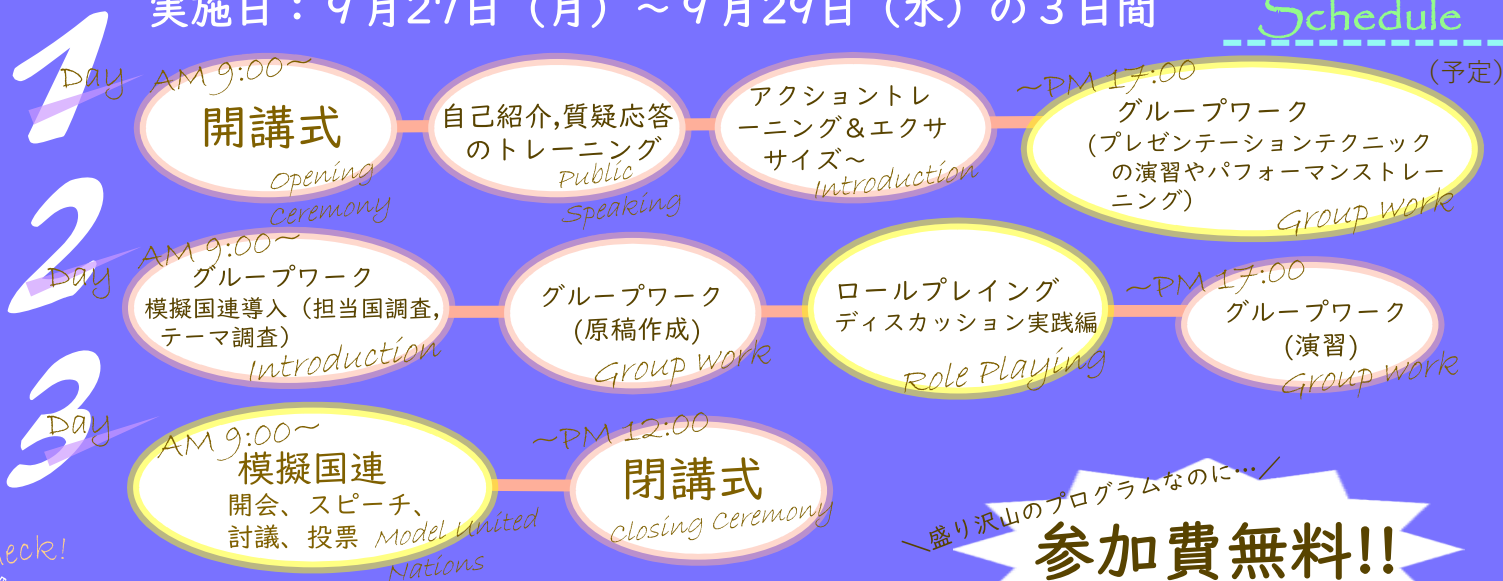 実施日：９月27日（月）～９月29日（水）の３日間
Schedule
(予定)
1
Day
AM 9:00～
開講式
Opening
Ceremony
自己紹介,質疑応答
のトレーニング
Public
Speaking
アクショントレ
ーニング＆エクサ
サイズ～
Introduction
～PM 17:00
グループワーク
(プレゼンテーションテクニック
の演習やパフォーマンストレー
ニング)
Group work
2
Day
AM 9:00～
グループワーク
模擬国連導入（担当国調査,
テーマ調査）
Introduction
グループワーク
(原稿作成)
Group work
ロールプレイング
ディスカッション実践編
Role Playing
～PM 17:00
グループワーク
(演習)
Group work
3
Day
AM 9:00～
模擬国連
開会、スピーチ、
討議、投票
Model United
Nations
～PM 12:00
閉講式
Closing Ceremony
＼盛り沢山のプログラムなのに…／
参加費無料!!